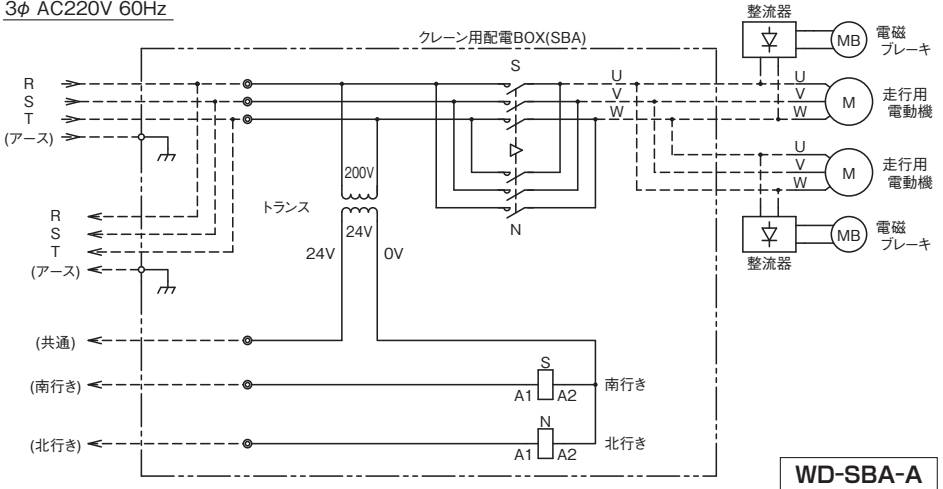 3φ AC220V 60Hz
クレーン用配電BOX(SBA)
整流器
MB
電磁
ブレーキ
R
S
T
(アース)
S
U
V
W
U
V
W
M
走行用
電動機
U
V
W
M
走行用
電動機
200V
トランス
24V
24V
0V
N
R
S
T
(アース)
MB
電磁
ブレーキ
整流器
(共通)
(南行き)
S
A1
A2
南行き
(北行き)
N
A1
A2
北行き
WD-SBA-A